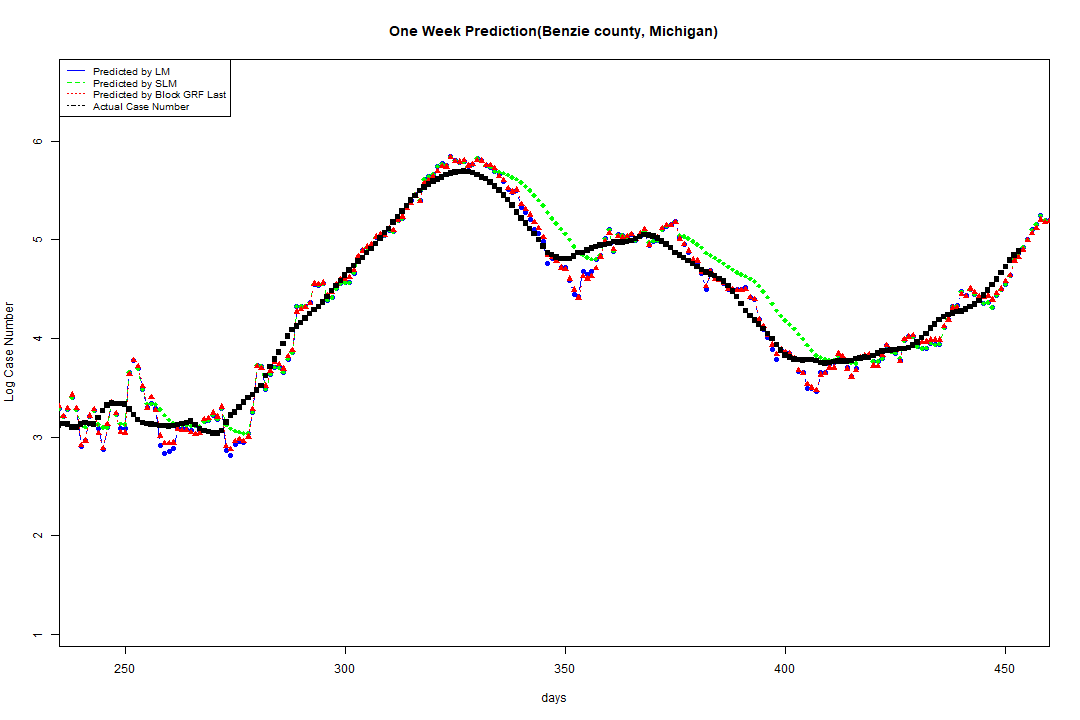 One Week Prediction(Benzie county, Michigan)
Predicted by LM
Predicted by SLM
Predicted by Block GRF Last
Actual Case Number
Log Case Number
6
5
4
3
2
1
250
300
350
400
450
days